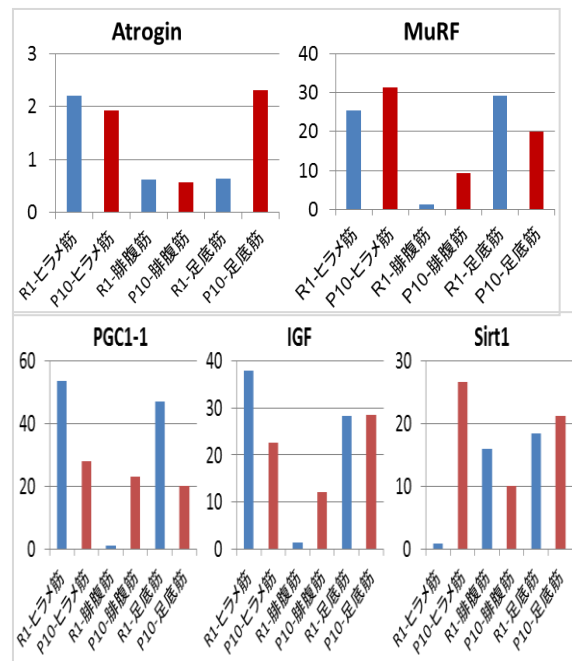 Atrogin
3
2
1
0
R1-ヒラメ筋
P10-ヒラメ筋
R1-腓腹筋
P10-腓腹筋
R1-足底筋
P10-足底筋
MuRF
40
30
20
10
0
R1-ヒラメ筋
P10-ヒラメ筋
R1-腓腹筋
P10-腓腹筋
R1-足底筋
P10-足底筋
PGC1-1
60
40
20
0
R1-ヒラメ筋
P10-ヒラメ筋
R1-腓腹筋
P10-腓腹筋
R1-足底筋
P10-足底筋
IGF
40
30
20
10
0
R1-ヒラメ筋
P10-ヒラメ筋
R1-腓腹筋
P10-腓腹筋
R1-足底筋
P10-足底筋
Sirt1
30
20
10
0
R1-ヒラメ筋
P10-ヒラメ筋
R1-腓腹筋
P10-腓腹筋
R1-足底筋
P10-足底筋